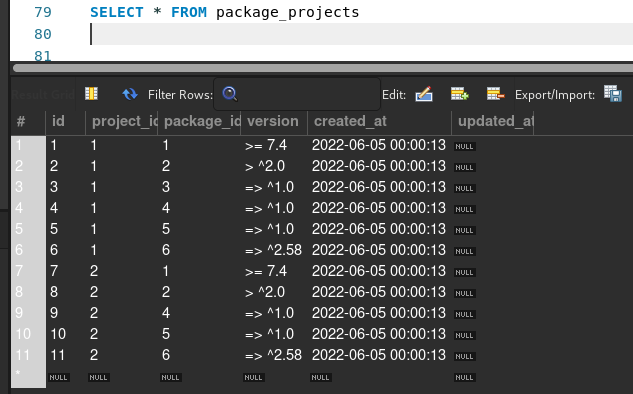 79 SELECT * FROM package_projects
80
81
Result Grid Filter Rows: Edit: Export/Import:
# id project_id package_id version created_at updated_at
1 1 1 1 >= 7.4 2022-06-05 00:00:13 NULL
2 2 1 2 > ^2.0 2022-06-05 00:00:13 NULL
3 3 1 3 => ^1.0 2022-06-05 00:00:13 NULL
4 4 1 4 => ^1.0 2022-06-05 00:00:13 NULL
5 5 1 5 => ^1.0 2022-06-05 00:00:13 NULL
6 6 1 6 => ^2.58 2022-06-05 00:00:13 NULL
7 7 2 1 >= 7.4 2022-06-05 00:00:13 NULL
8 8 2 2 > ^2.0 2022-06-05 00:00:13 NULL
9 9 2 4 => ^1.0 2022-06-05 00:00:13 NULL
10 10 2 5 => ^1.0 2022-06-05 00:00:13 NULL
11 11 2 6 => ^2.58 2022-06-05 00:00:13 NULL
* NULL NULL NULL NULL NULL NULL